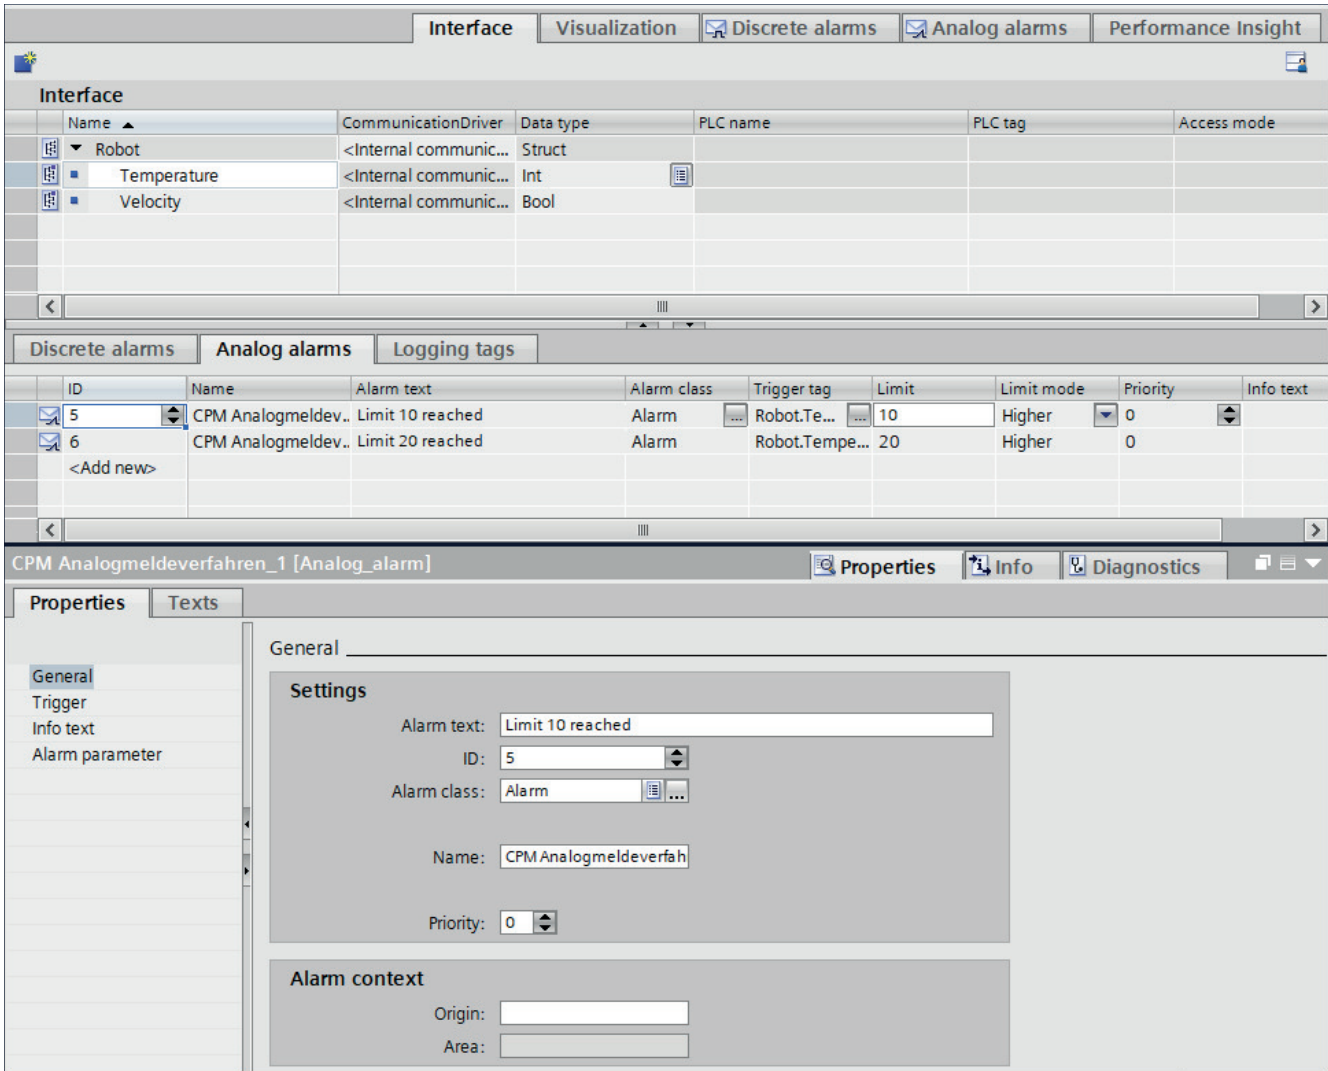 Interface Visualization Discrete alarms Analog alarms Performance Insight
Interface
Name CommunicationDriver Data type PLC name PLC tag Access mode
Robot <Internal communic... Struct
Temperature <Internal communic... Int
Velocity <Internal communic... Bool
Discrete alarms Analog alarms Logging tags
ID Name Alarm text Alarm class Trigger tag Limit Limit mode Priority Info text
5 CPM Analogmeldev.. Limit 10 reached Alarm ... Robot.Te... ... 10 Higher 0
6 CPM Analogmeldev.. Limit 20 reached Alarm Robot.Tempe... 20 Higher 0
<Add new>
CPM Analogmeldeverfahren_1 [Analog_alarm] Properties Info Diagnostics
Properties Texts
General
General
Trigger
Info text
Alarm parameter
Settings
Alarm text: Limit 10 reached
ID: 5
Alarm class: Alarm ...
Name: CPM Analogmeldeverfah
Priority: 0
Alarm context
Origin:
Area: